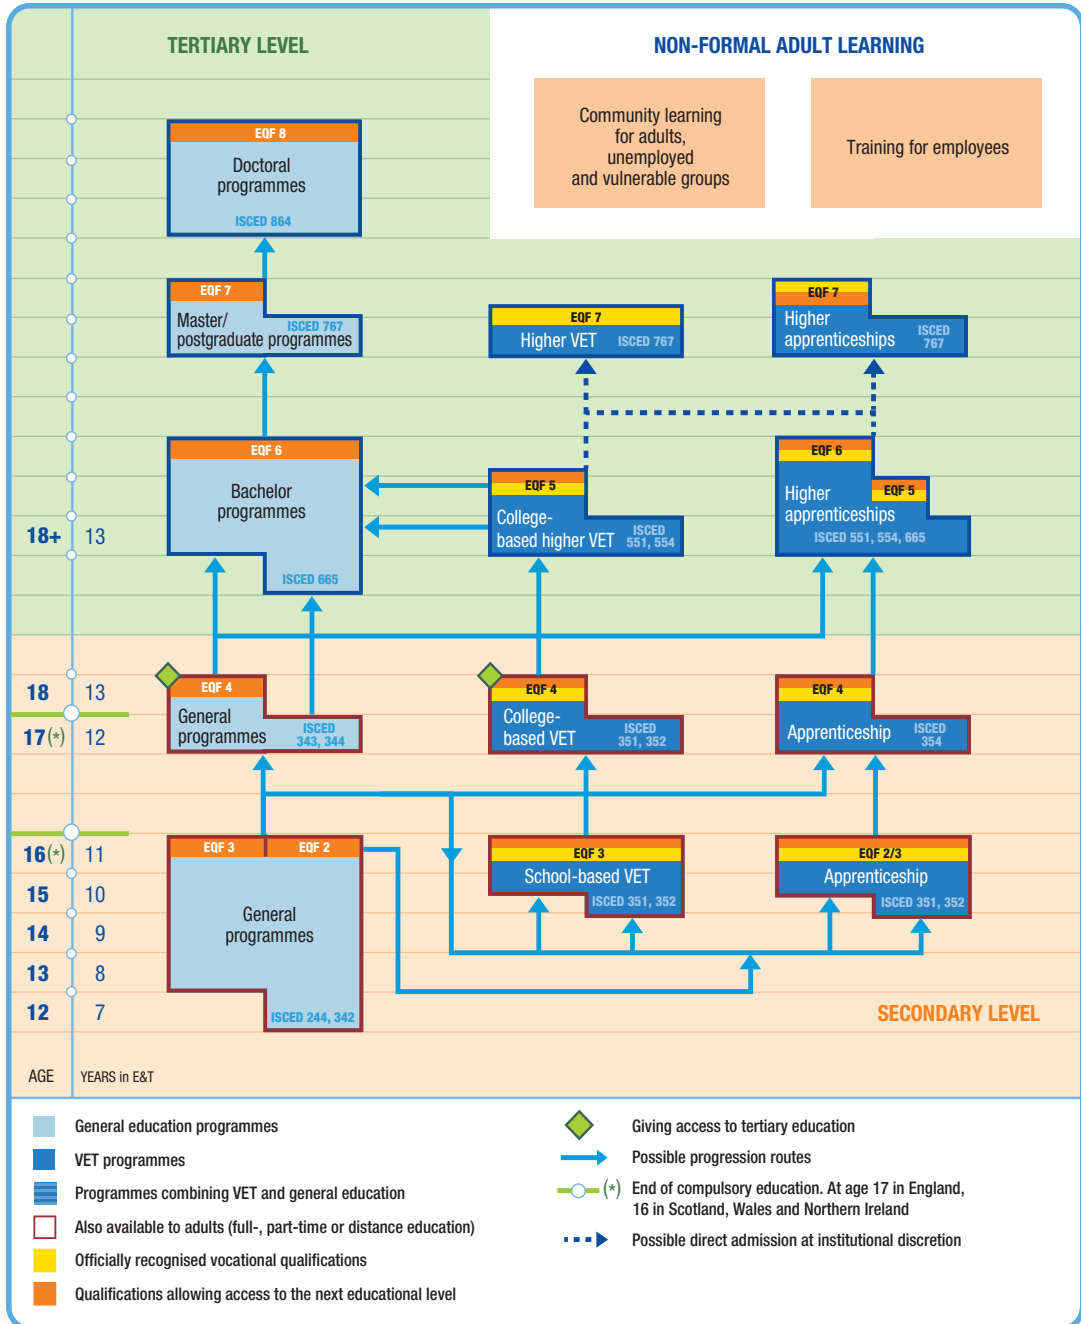 TERTIARY LEVEL
NON-FORMAL ADULT LEARNING
Community learning
for adults,
unemployed
and vulnerable groups
Training for employees
EQF 8
Doctoral
programmes
ISCED 864
EQF 7
Master/
postgraduate programmes
ISCED 767
EQF 7
Higher VET
ISCED 767
EQF 7
Higher
apprenticeships
ISCED
767
EQF 6
Bachelor
programmes
ISCED 665
EQF 5
College-
based higher VET
ISCED
551, 554
EQF 6
EQF 5
Higher
apprenticeships
ISCED 551, 554, 665
18+ 13
18 13
17(*) 12
EQF 4
General
programmes
ISCED
343, 344
EQF 4
College-
based VET
ISCED
351, 352
EQF 4
Apprenticeship
ISCED
354
16(*) 11
15 10
14 9
13 8
12 7
EQF 3
EQF 2
General
programmes
ISCED 244, 342
EQF 3
School-based VET
ISCED 351, 352
EQF 2/3
Apprenticeship
ISCED 351, 352
SECONDARY LEVEL
AGE
YEARS in E&T
General education programmes
VET programmes
Programmes combining VET and general education
Also available to adults (full-, part-time or distance education)
Officially recognised vocational qualifications
Qualifications allowing access to the next educational level
Giving access to tertiary education
Possible progression routes
(*) End of compulsory education. At age 17 in England,
16 in Scotland, Wales and Northern Ireland
Possible direct admission at institutional discretion